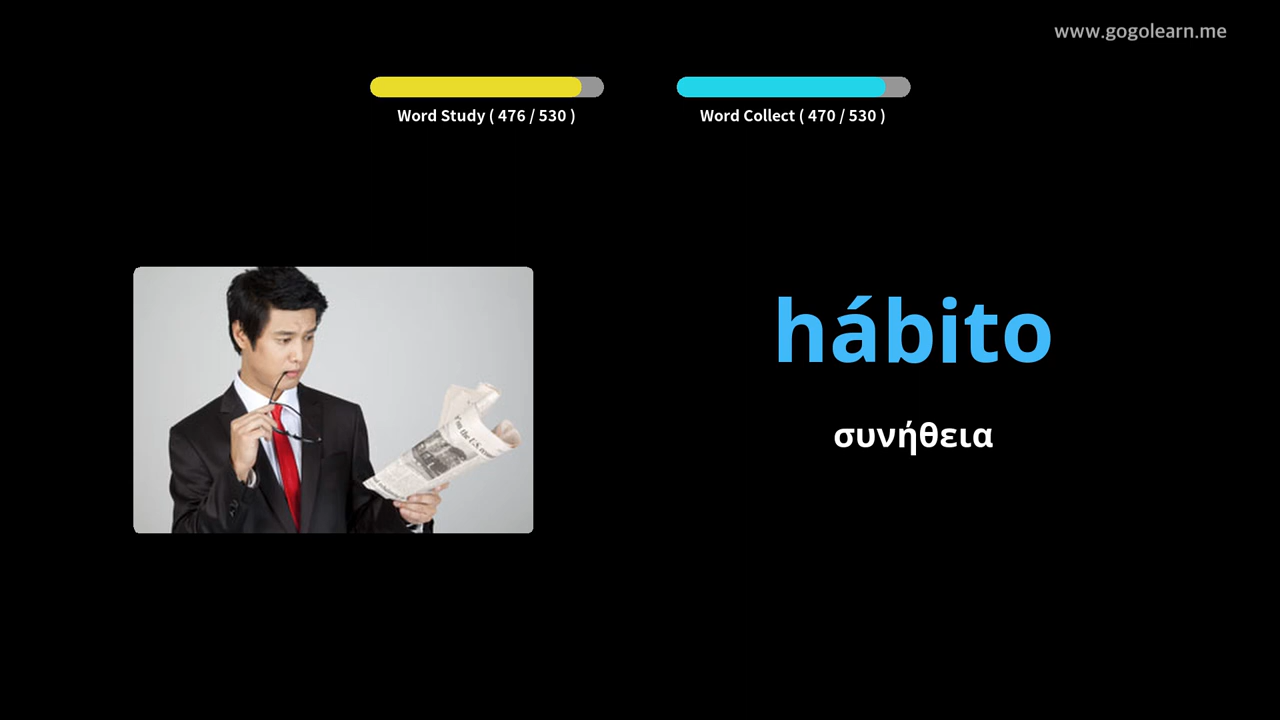 www.gogolearn.me
Word Study ( 476 / 530 )
Word Collect ( 470 / 530 )
hábito
συνήθεια